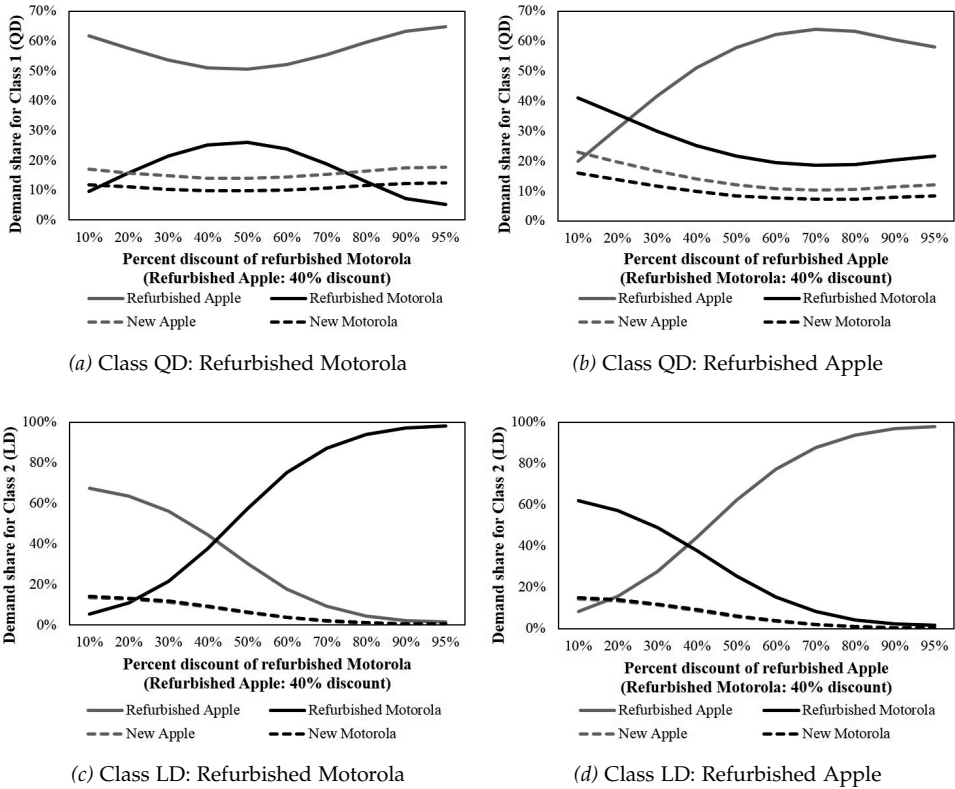 70%
60%
50%
40%
30%
20%
10%
0%
Demand share for Class 1 (QD)
10% 20% 30% 40% 50% 60% 70% 80% 90% 95%
Percent discount of refurbished Motorola
(Refurbished Apple: 40% discount)
Refurbished Apple Refurbished Motorola
New Apple New Motorola
(a) Class QD: Refurbished Motorola
70%
60%
50%
40%
30%
20%
10%
0%
Demand share for Class 1 (QD)
10% 20% 30% 40% 50% 60% 70% 80% 90% 95%
Percent discount of refurbished Apple
(Refurbished Motorola: 40% discount)
Refurbished Apple Refurbished Motorola
New Apple New Motorola
(b) Class QD: Refurbished Apple
100%
80%
60%
40%
20%
0%
Demand share for Class 2 (LD)
10% 20% 30% 40% 50% 60% 70% 80% 90% 95%
Percent discount of refurbished Motorola
(Refurbished Apple: 40% discount)
Refurbished Apple Refurbished Motorola
New Apple New Motorola
(c) Class LD: Refurbished Motorola
100%
80%
60%
40%
20%
0%
Demand share for Class 2 (LD)
10% 20% 30% 40% 50% 60% 70% 80% 90% 95%
Percent discount of refurbished Apple
(Refurbished Motorola: 40% discount)
Refurbished Apple Refurbished Motorola
New Apple New Motorola
(d) Class LD: Refurbished Apple